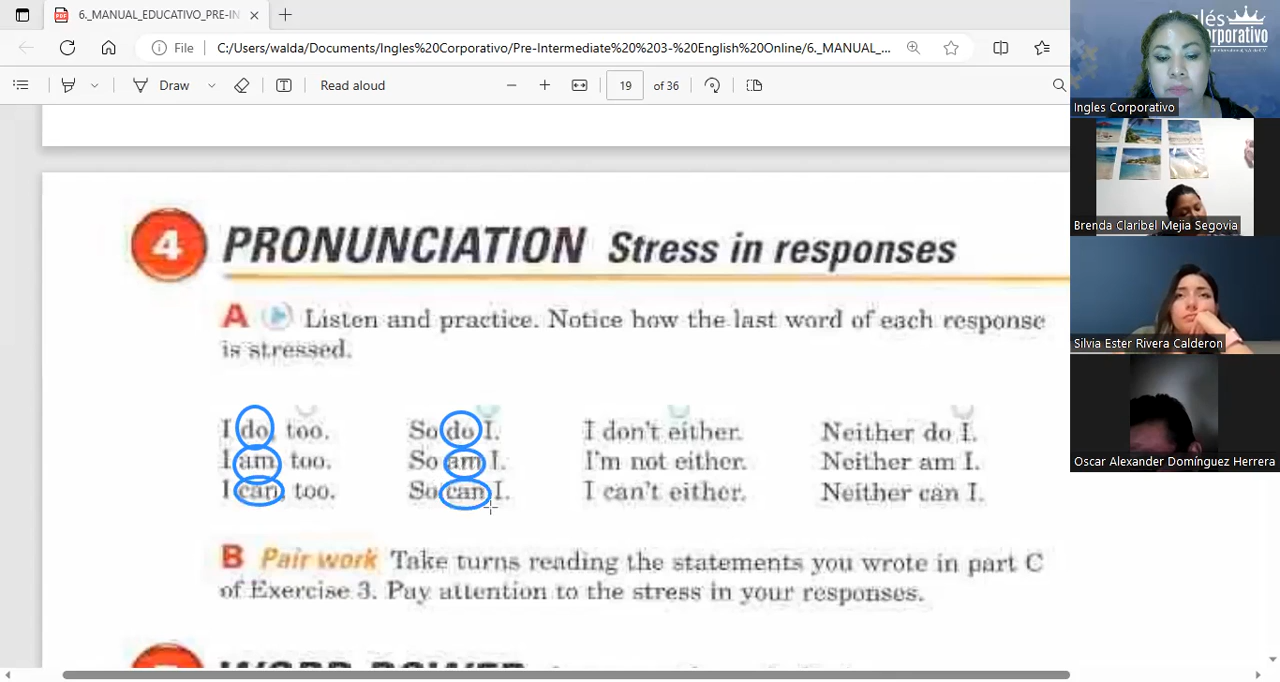 6._MANUAL_EDUCATIVO_PRE-IN
File
C:/Users/walda/Documents/Ingles%20Corporativo/Pre-Intermediate%20%203-%20English%20Online/6._MANUAL_...
Draw
Read aloud
19 of 36
4 PRONUNCIATION Stress in responses
A Listen and practice. Notice how the last word of each response
is stressed.
I do, too. So do I. I don't either. Neither do I.
I am, too. So am I. I'm not either. Neither am I.
I can, too. So can I. I can't either. Neither can I.
B Pair work Take turns reading the statements you wrote in part C
of Exercise 3. Pay attention to the stress in your responses.
WORD POWER
Inglés
Corporativo
Ingles Corporativo
Brenda Claribel Mejia Segovia
Silvia Ester Rivera Calderon
Oscar Alexander Domínguez Herrera